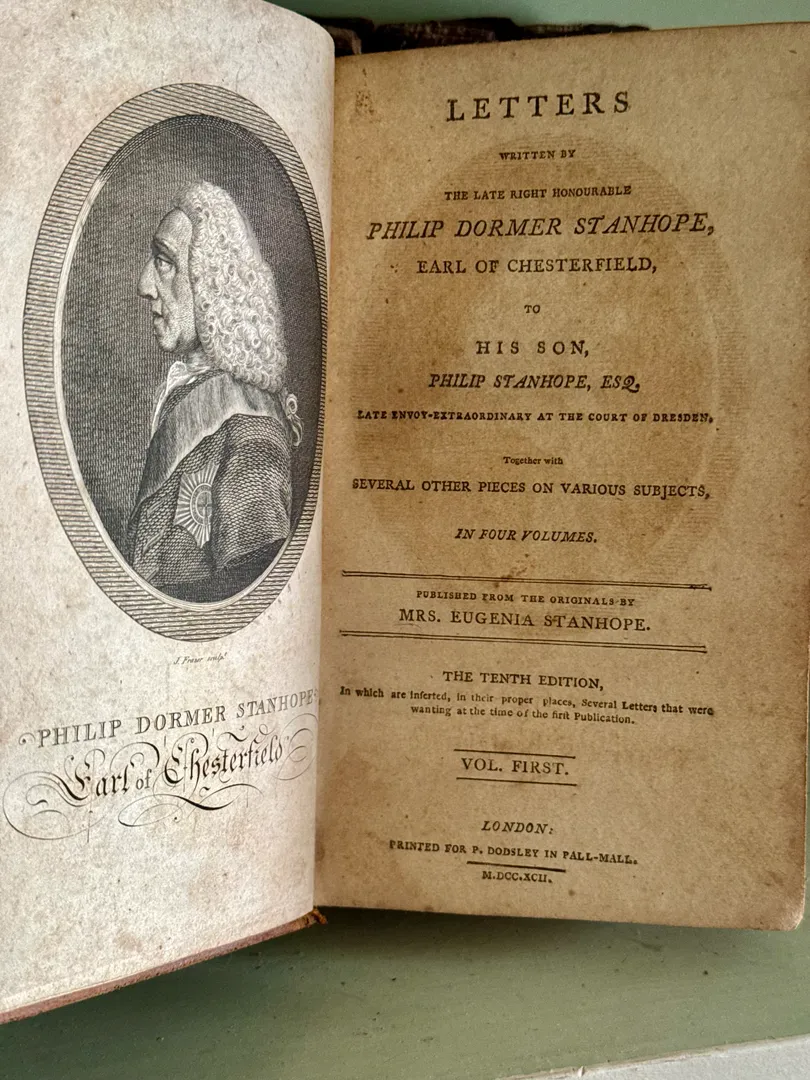 J. Frazer sculpt.
PHILIP DORMER STANHOPE
Earl of Chesterfield
LETTERS
WRITTEN BY
THE LATE RIGHT HONOURABLE
PHILIP DORMER STANHOPE,
EARL OF CHESTERFIELD,
TO
HIS SON,
PHILIP STANHOPE, ESQ.
LATE ENVOY-EXTRAORDINARY AT THE COURT OF DRESDEN.
Together with
SEVERAL OTHER PIECES ON VARIOUS SUBJECTS,
IN FOUR VOLUMES.
PUBLISHED FROM THE ORIGINALS BY
MRS. EUGENIA STANHOPE.
THE TENTH EDITION,
In which are inſerted, in their proper places, Several Letters that were
wanting at the time of the firſt Publication.
VOL. FIRST.
LONDON:
PRINTED FOR P. DODSLEY IN PALL-MALL.
M.DCC.XCII.